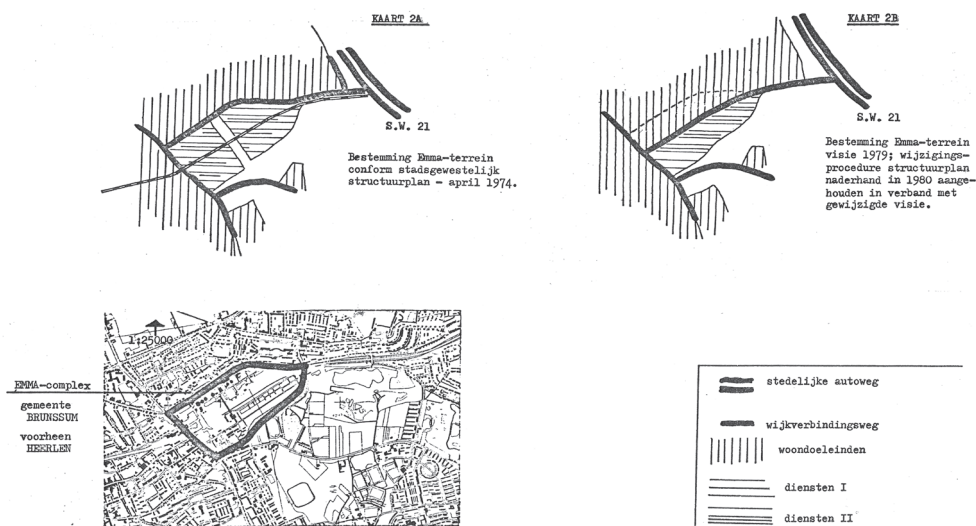 KAART 2A
S.W. 21
Bestemming Emma-terrein
conform stadsgewestelijk
structuurplan - april 1974.
KAART 2B
S.W. 21
Bestemming Emma-terrein
visie 1979; wijzigings-
procedure structuurplan
naderhand in 1980 aange-
houden in verband met
gewijzigde visie.
1:25000
EMMA-complex
gemeente
BRUNSSUM
voorheen
HEERLEN
stedelijke autoweg
wijkverbindingsweg
woondoeleinden
diensten I
diensten II